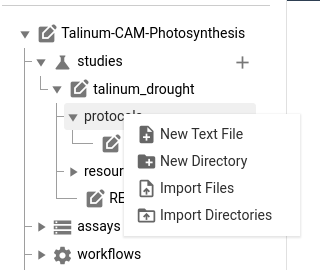 Talinum-CAM-Photosynthesis
studies
talinum_drought
New Text File
New Directory
Import Files
Import Directories
assays
workflows